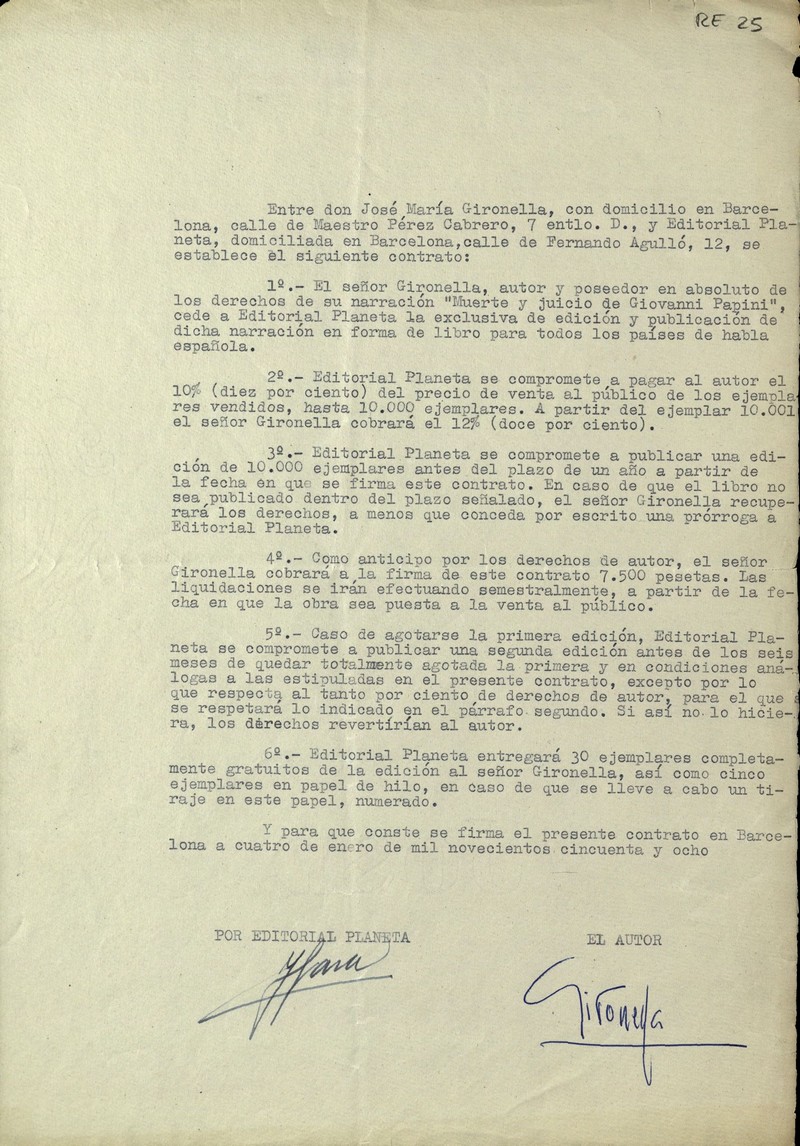 RF 25
Entre don José María Gironella, con domicilio en Barce-
lona, calle de Maestro Pérez Cabrero, 7 entlo. D., y Editorial Pla-
neta, domiciliada en Barcelona,calle de Fernando Agulló, 12, se
establece el siguiente contrato:
1º.- El señor Gironella, autor y poseedor en absoluto de
los derechos de su narración "Muerte y juicio de Giovanni Papini",
cede a Editorial Planeta la exclusiva de edición y publicación de
dicha narración en forma de libro para todos los países de habla
española.
2º.- Editorial Planeta se compromete a pagar al autor el
10% (diez por ciento) del precio de venta al público de los ejempla
res vendidos, hasta 10.000 ejemplares. A partir del ejemplar 10.001
el señor Gironella cobrará el 12% (doce por ciento).
3º.- Editorial Planeta se compromete a publicar una edi-
ción de 10.000 ejemplares antes del plazo de un año a partir de
la fecha en que se firma este contrato. En caso de que el libro no
sea publicado dentro del plazo señalado, el señor Gironella recupe-
rará los derechos, a menos que conceda por escrito una prórroga a
Editorial Planeta.
4º.- Como anticipo por los derechos de autor, el señor
Gironella cobrará a la firma de este contrato 7.500 pesetas. Las
liquidaciones se irán efectuando semestralmente, a partir de la fe-
cha en que la obra sea puesta a la venta al público.
5º.- Caso de agotarse la primera edición, Editorial Pla-
neta se compromete a publicar una segunda edición antes de los seis
meses de quedar totalmente agotada la primera y en condiciones aná-
logas a las estipuladas en el presente contrato, excepto por lo
que respecta al tanto por ciento de derechos de autor, para el que
se respetará lo indicado en el párrafo segundo. Si así no lo hicie-
ra, los derechos revertirían al autor.
6º.- Editorial Planeta entregará 30 ejemplares completa-
mente gratuitos de la edición al señor Gironella, así como cinco
ejemplares en papel de hilo, en caso de que se lleve a cabo un ti-
raje en este papel, numerado.
Y para que conste se firma el presente contrato en Barce-
lona a cuatro de enero de mil novecientos cincuenta y ocho
POR EDITORIAL PLANETA
EL AUTOR
Gironella